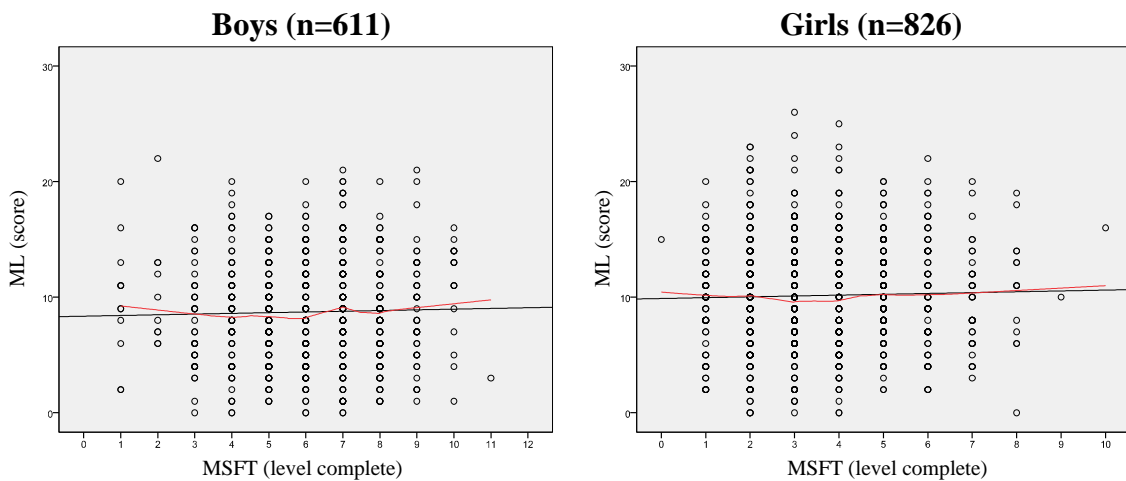 Boys (n=611)
30
20
10
0
ML (score)
0 1 2 3 4 5 6 7 8 9 10 11 12
MSFT (level complete)
Girls (n=826)
30
20
10
0
ML (score)
0 1 2 3 4 5 6 7 8 9 10
MSFT (level complete)